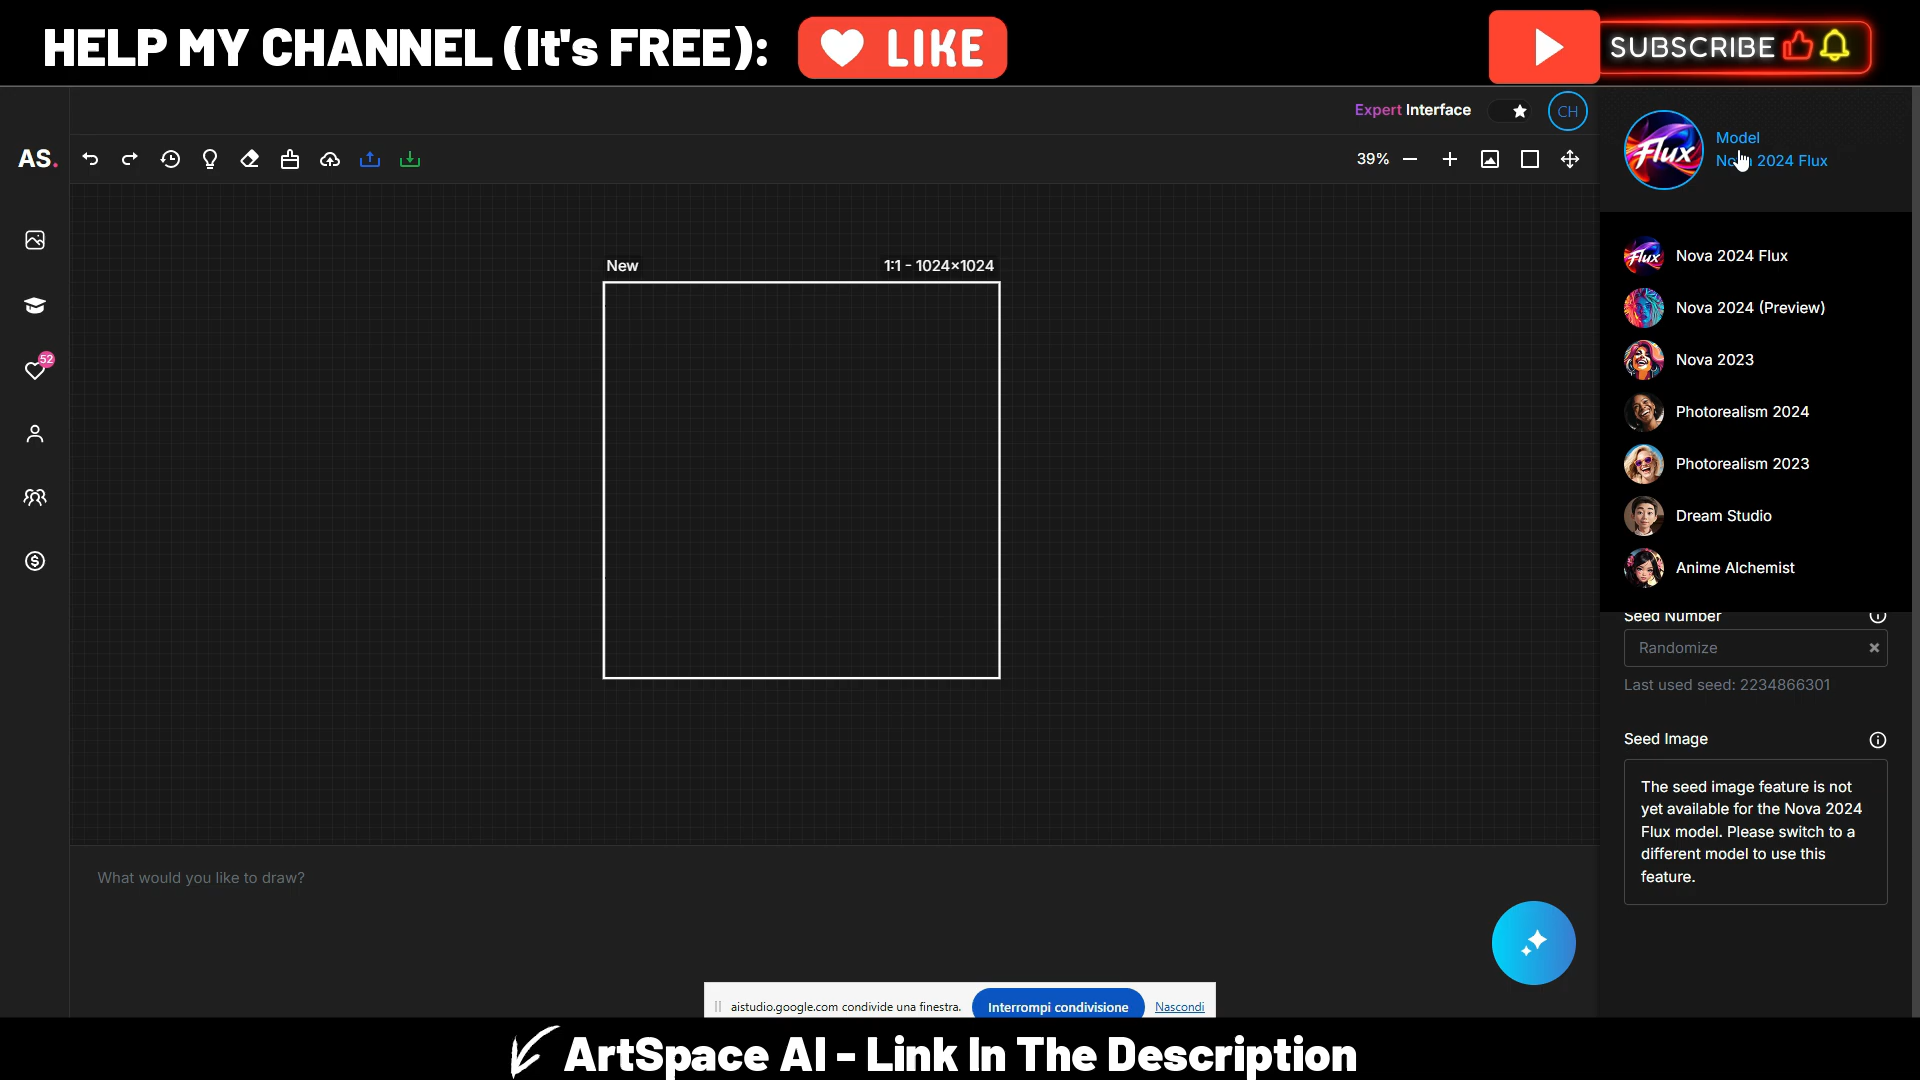 HELP MY CHANNEL (It's FREE):
LIKE
SUBSCRIBE
Expert Interface
CH
AS.
39%
Flux
Model
Nova 2024 Flux
New
1:1 - 1024×1024
Flux
Nova 2024 Flux
Nova 2024 (Preview)
Nova 2023
52
Photorealism 2024
Photorealism 2023
Dream Studio
Anime Alchemist
Seed Number
Randomize
Last used seed: 2234866301
Seed Image
The seed image feature is not
yet available for the Nova 2024
Flux model. Please switch to a
different model to use this
feature.
What would you like to draw?
aistudio.google.com condivide una finestra.
Interrompi condivisione
Nascondi
ArtSpace AI - Link In The Description